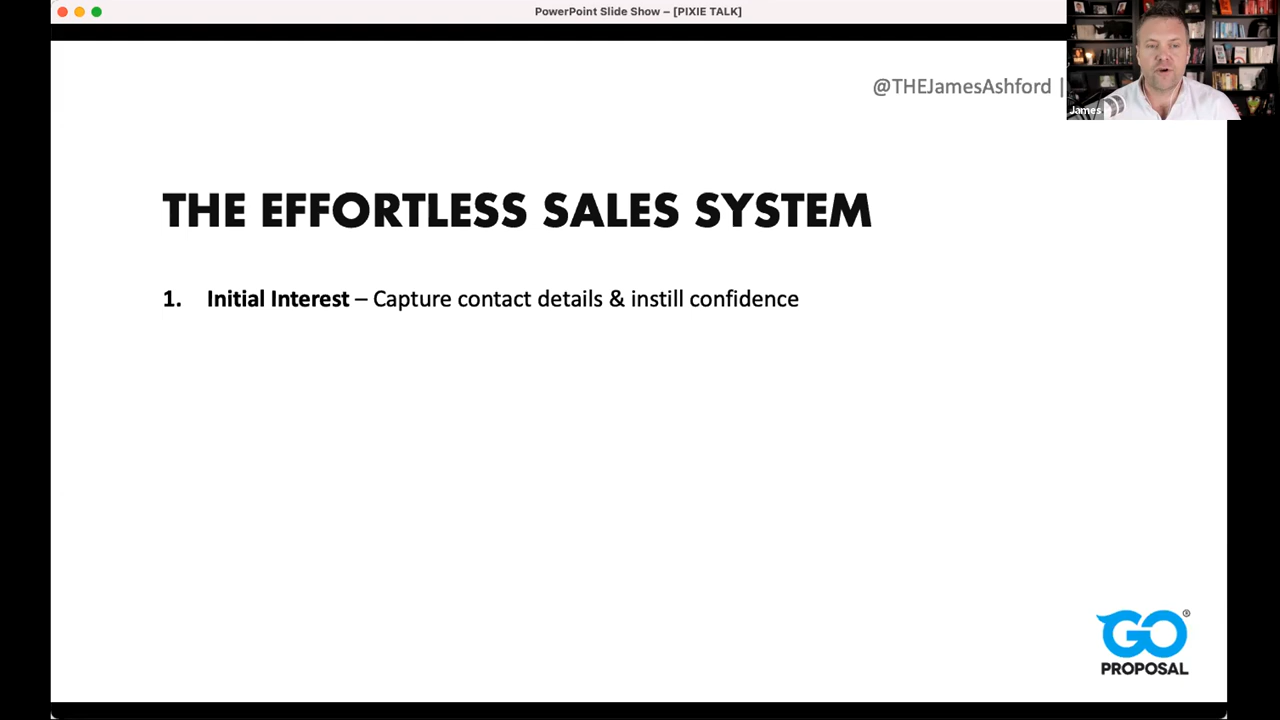 PowerPoint Slide Show – [PIXIE TALK]
@THEJamesAshford |
James
THE EFFORTLESS SALES SYSTEM
1. Initial Interest – Capture contact details & instill confidence
GO®
PROPOSAL